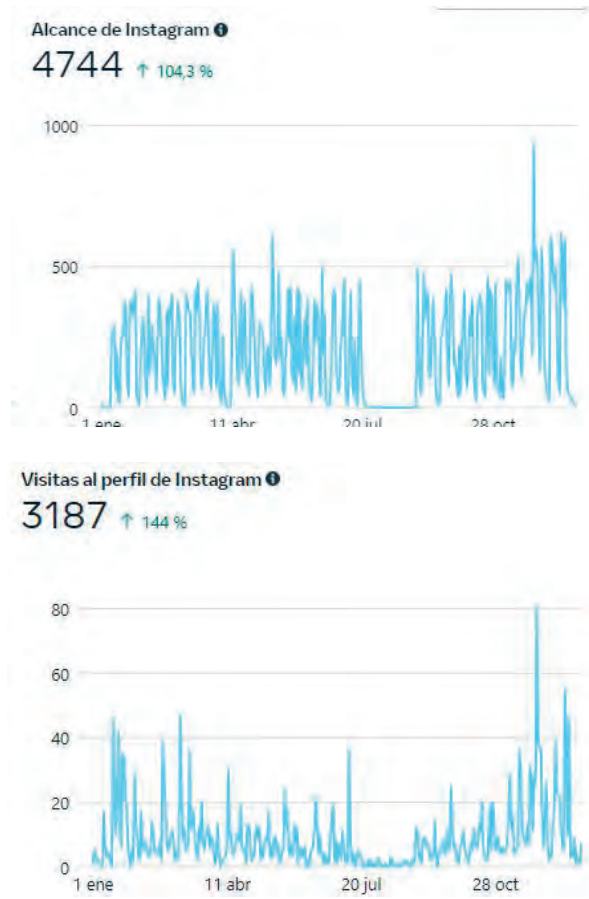 Alcance de Instagram
4744 ↑ 104,3 %
1000
500
0
1 ene 11 abr 20 jul 28 oct
Visitas al perfil de Instagram
3187 ↑ 144 %
80
60
40
20
0
1 ene 11 abr 20 jul 28 oct